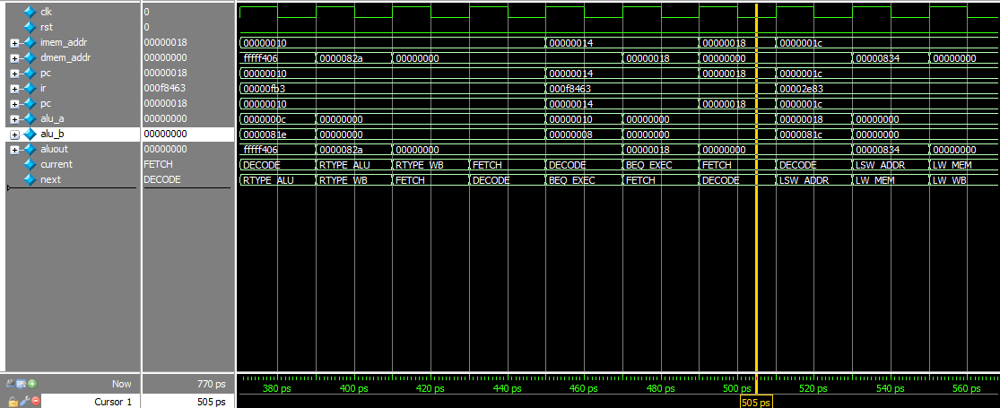 clk 0
rst 0
imem_addr 00000018 00000010 00000014 00000018 0000001c
dmem_addr 00000000 fffff406 0000082a 00000000 00000018 00000000 00000834 00000000
pc 00000018 00000010 00000014 00000018 0000001c
ir 000f8463 00000fb3 000f8463 00002e83
pc 00000018 00000010 00000014 00000018 0000001c
alu_a 00000000 0000000c 00000000 00000010 00000000 00000018 00000000
alu_b 00000000 0000081e 00000000 00000008 00000000 0000081c 00000000
aluout 00000000 fffff406 0000082a 00000000 00000018 00000000 00000834 00000000
current FETCH DECODE RTYPE_ALU RTYPE_WB FETCH DECODE BEQ_EXEC FETCH DECODE LSW_ADDR LW_MEM
next DECODE RTYPE_ALU RTYPE_WB FETCH DECODE BEQ_EXEC FETCH DECODE LSW_ADDR LW_MEM LW_WB
Now 770 ps 380 ps 400 ps 420 ps 440 ps 460 ps 480 ps 500 ps 520 ps 540 ps 560 ps
Cursor 1 505 ps 505 ps